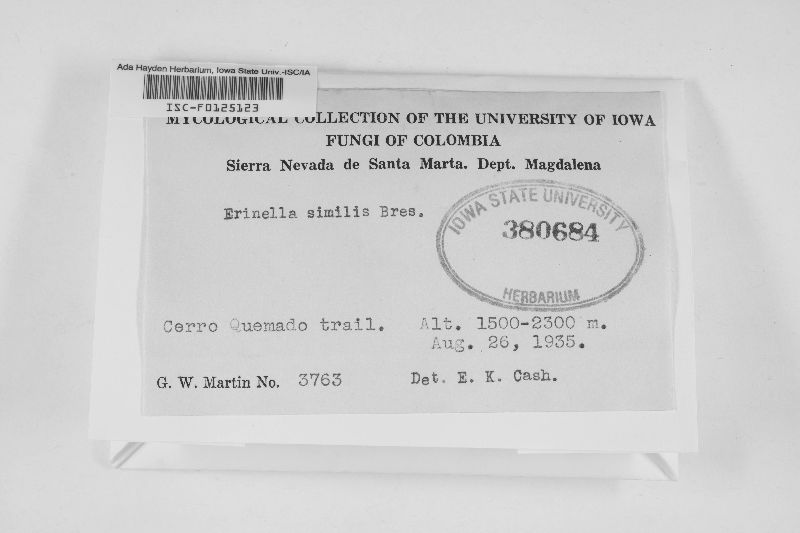 Ada Hayden Herbarium, Iowa State Univ.-ISC/IA
ISC-F0125123
MYCOLOGICAL COLLECTION OF THE UNIVERSITY OF IOWA
FUNGI OF COLOMBIA
Sierra Nevada de Santa Marta. Dept. Magdalena
Erinella similis Bres.
IOWA STATE UNIVERSITY
380684
HERBARIUM
Cerro Quemado trail. Alt. 1500-2300 m.
Aug. 26, 1935.
G. W. Martin No. 3763 Det. E. K. Cash.